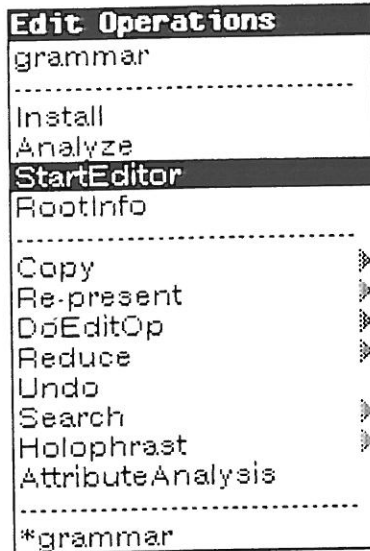 Edit Operations
grammar
Install
Analyze
StartEditor
RootInfo
Copy
Re-present
DoEditOp
Reduce
Undo
Search
Holophrast
AttributeAnalysis
*grammar